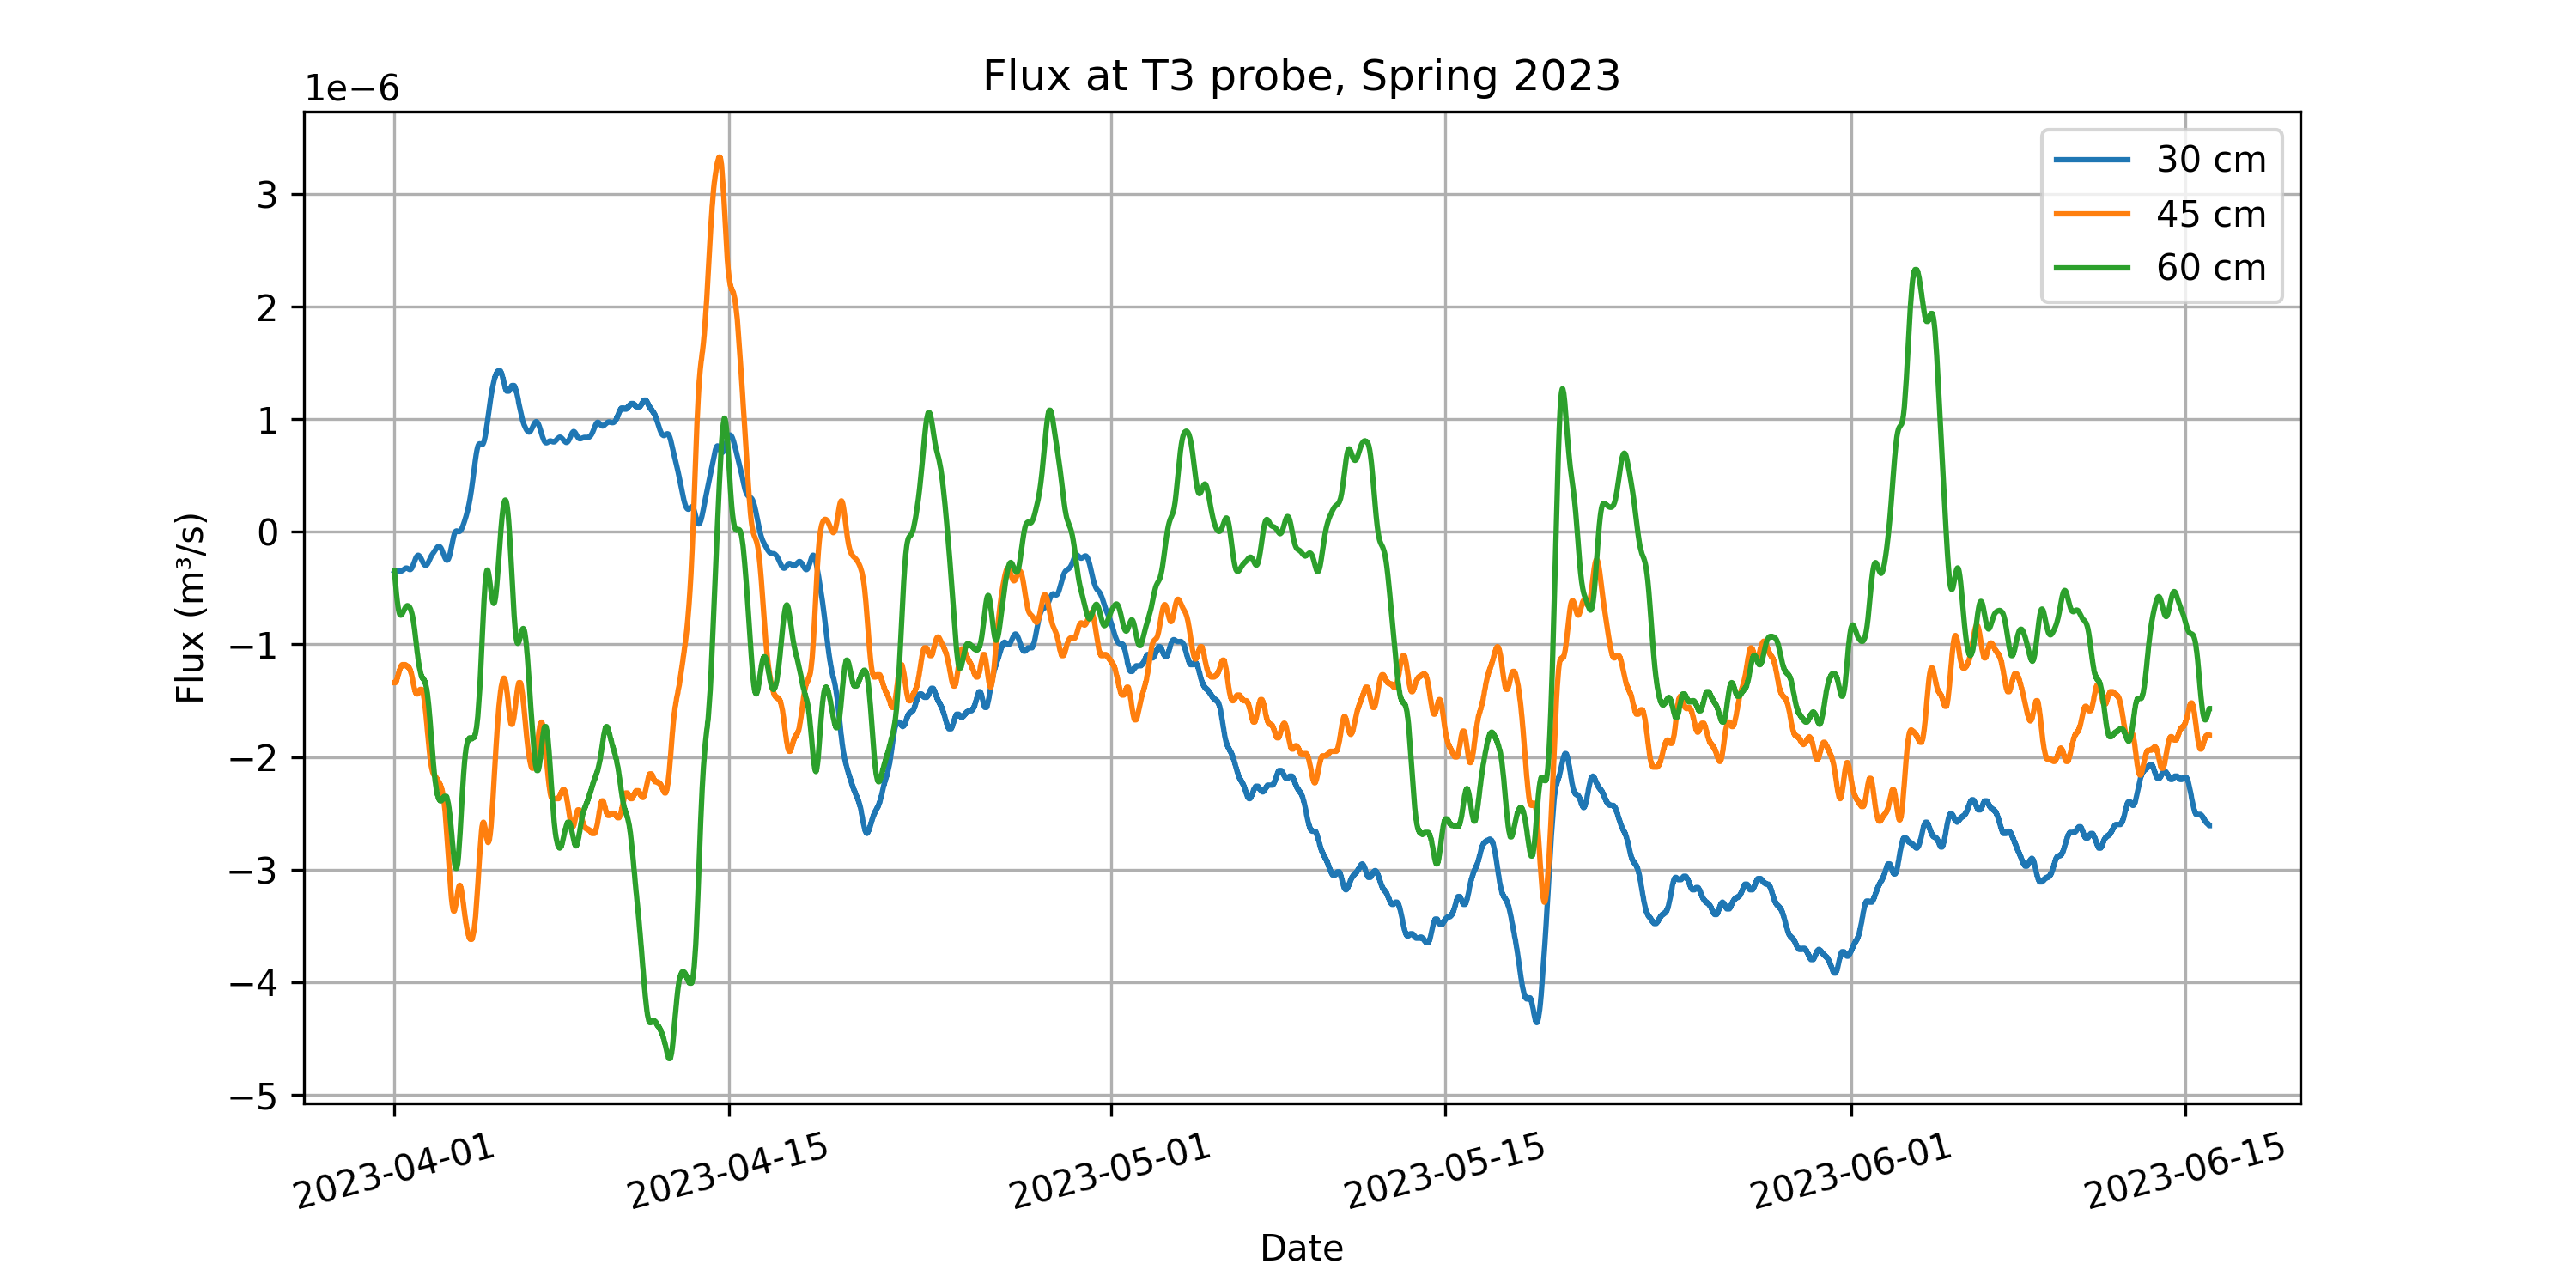 Flux at T3 probe, Spring 2023
1e−6
30 cm
45 cm
60 cm
3
2
1
0
−1
−2
−3
−4
−5
Flux (m³/s)
2023-04-01
2023-04-15
2023-05-01
2023-05-15
2023-06-01
2023-06-15
Date